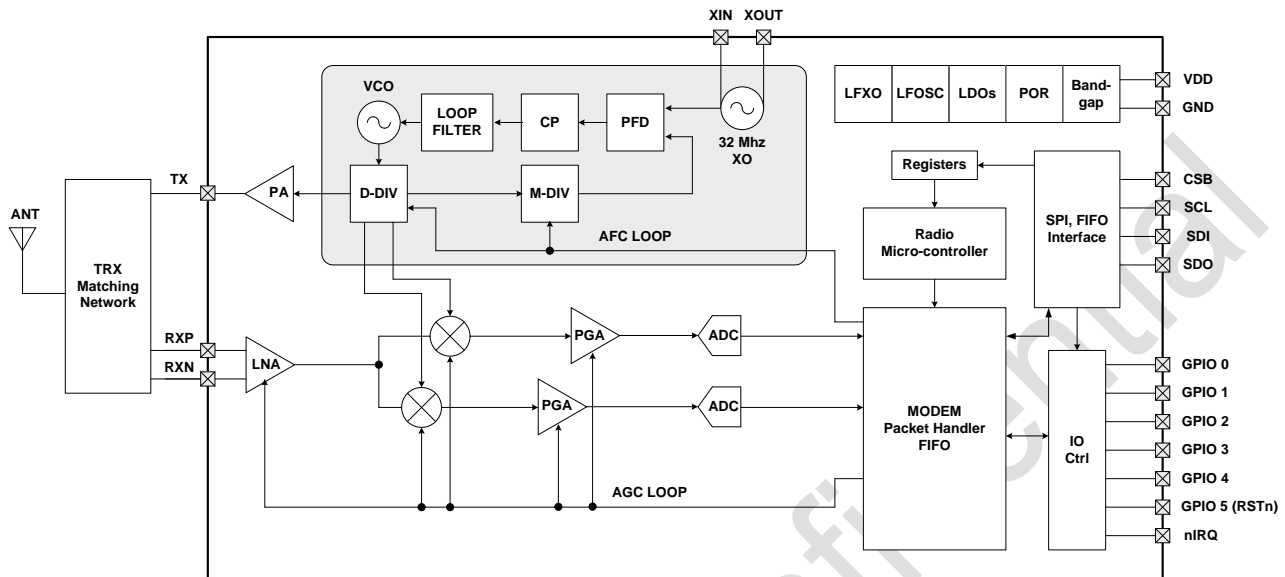 XIN XOUT
VCO
LOOP
FILTER
CP
PFD
32 Mhz
XO
LFXO
LFOSC
LDOs
POR
Band-
gap
VDD
GND
Registers
CSB
SCL
SDI
SDO
SPI, FIFO
Interface
TX
PA
D-DIV
M-DIV
AFC LOOP
Radio
Micro-controller
ANT
TRX
Matching
Network
RXP
RXN
LNA
PGA
ADC
PGA
ADC
MODEM
Packet Handler
FIFO
IO
Ctrl
GPIO 0
GPIO 1
GPIO 2
GPIO 3
GPIO 4
GPIO 5 (RSTn)
nIRQ
AGC LOOP